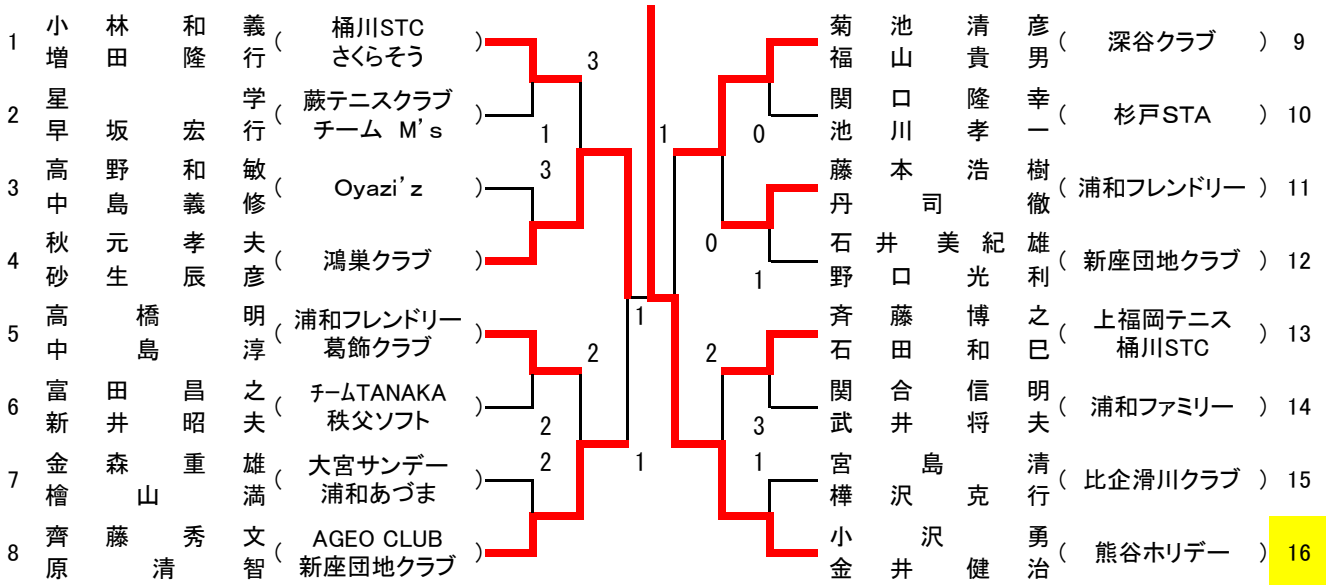 小林和義 ( 桶川STC )
1
増田隆行 さくらそう
星学 ( 蕨テニスクラブ )
2
早坂宏行 チーム M's
高野和敏 ( Oyazi'z )
3
中島義修
秋元孝夫 ( 鴻巣クラブ )
4
砂生辰彦
高橋明 ( 浦和フレンドリー )
5
中島淳 葛飾クラブ
富田昌之 ( チームTANAKA )
6
新井昭夫 秩父ソフト
金森重雄 ( 大宮サンデー )
7
檜山満 浦和あづま
齊藤秀文 ( AGEO CLUB )
8
原清智 新座団地クラブ
3
1
3
2
2
2
1
1
1
0
0
1
2
3
1
菊池清彦 ( 深谷クラブ ) 9
福山貴男
関口隆幸 ( 杉戸STA ) 10
池川孝一
藤本浩樹 ( 浦和フレンドリー ) 11
丹司徹
石井美紀雄 ( 新座団地クラブ ) 12
野口光利
斉藤博之 ( 上福岡テニス ) 13
石田和巳 桶川STC
関合信明 ( 浦和ファミリー ) 14
武井将夫
宮島清 ( 比企滑川クラブ ) 15
樺沢克行
小沢勇 ( 熊谷ホリデー ) 16
金井健治